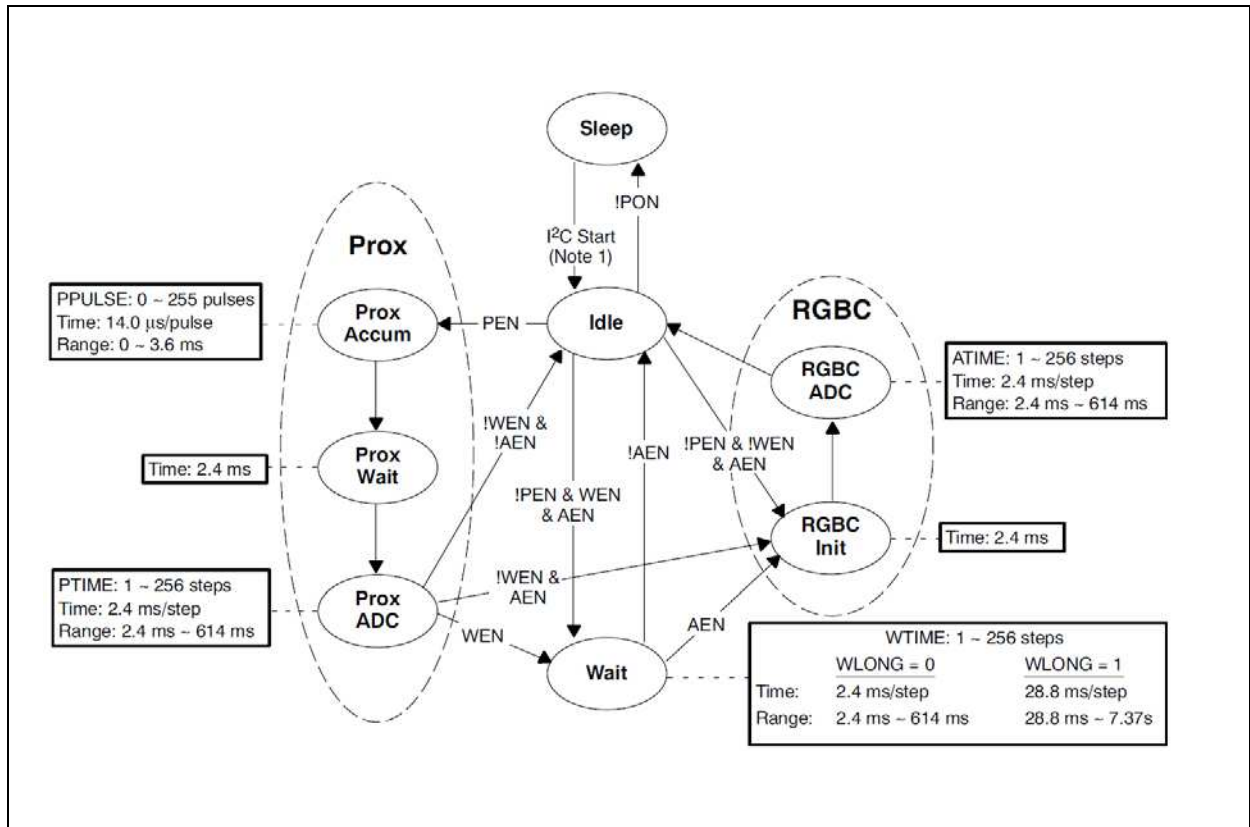 Sleep
!PON
I²C Start
(Note 1)
Prox
PPULSE: 0 ~ 255 pulses
Time: 14.0 μs/pulse
Range: 0 ~ 3.6 ms
Prox
Accum
PEN
Idle
RGBC
RGBC
ADC
ATIME: 1 ~ 256 steps
Time: 2.4 ms/step
Range: 2.4 ms ~ 614 ms
!WEN &
!AEN
!PEN & !WEN
& AEN
!AEN
Time: 2.4 ms
Prox
Wait
!PEN & WEN
& AEN
RGBC
Init
Time: 2.4 ms
PTIME: 1 ~ 256 steps
Time: 2.4 ms/step
Range: 2.4 ms ~ 614 ms
Prox
ADC
!WEN &
AEN
WEN
AEN
Wait
WTIME: 1 ~ 256 steps
WLONG = 0 WLONG = 1
Time: 2.4 ms/step 28.8 ms/step
Range: 2.4 ms ~ 614 ms 28.8 ms ~ 7.37s